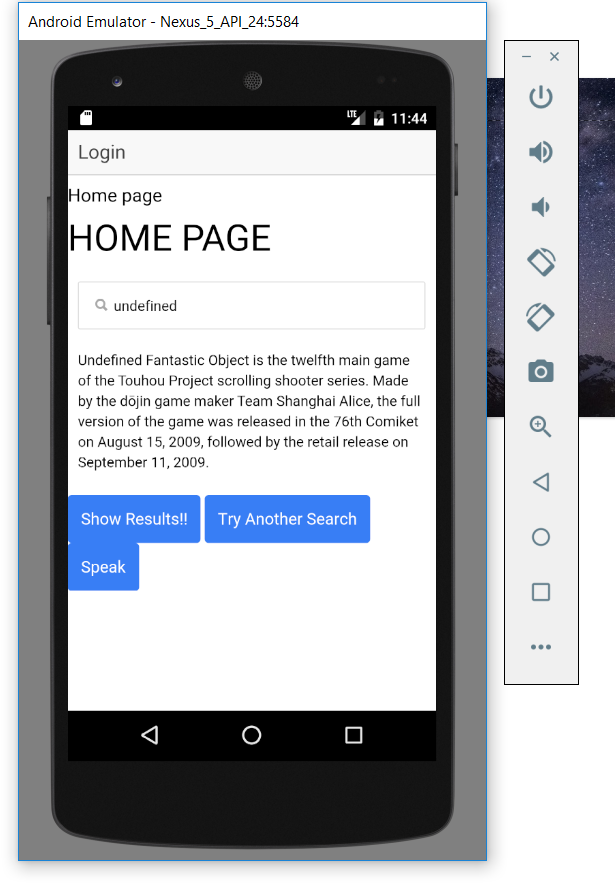 Android Emulator - Nexus_5_API_24:5584
LTE 11:44
Login
Home page
HOME PAGE
undefined
Undefined Fantastic Object is the twelfth main game
of the Touhou Project scrolling shooter series. Made
by the dōjin game maker Team Shanghai Alice, the full
version of the game was released in the 76th Comiket
on August 15, 2009, followed by the retail release on
September 11, 2009.
Show Results!! Try Another Search
Speak